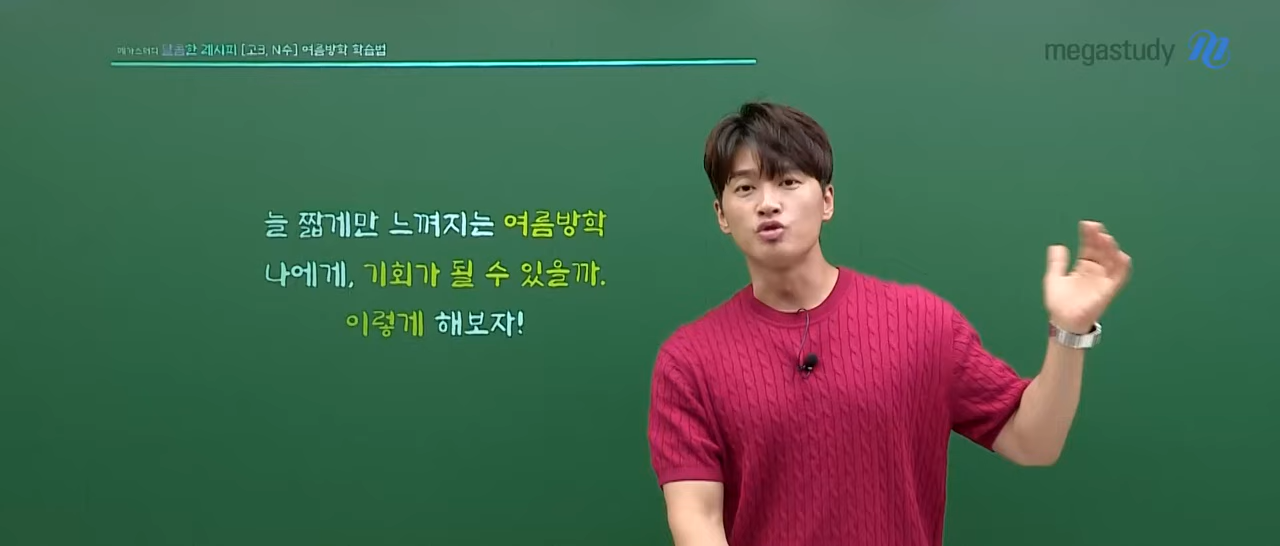 메가스터디 달콤한 레시피 [고3, N수] 여름방학 학습법
megastudy
늘 짧게만 느껴지는 여름방학
나에게, 기회가 될 수 있을까.
이렇게 해보자!